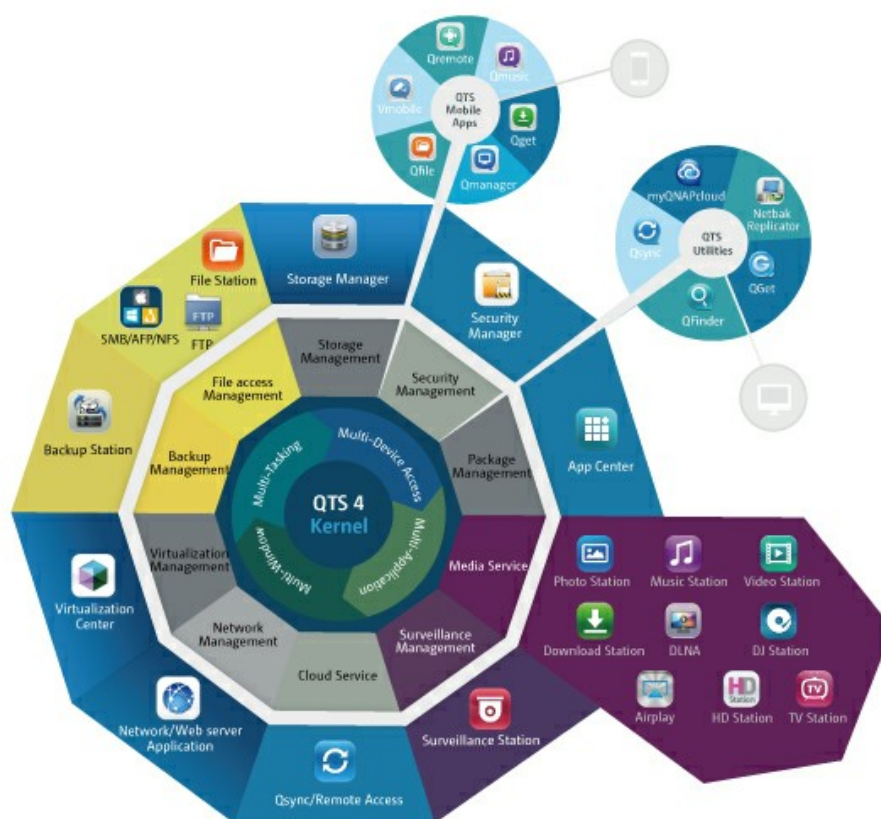 Qremote
Qmusic
Vmobile
QTS
Mobile
Apps
Qget
Qfile
Qmanager
myQNAPcloud
Netbak
Replicator
Qsync
QTS
Utilities
QGet
QFinder
File Station
Storage Manager
SMB/AFP/NFS
FTP
FTP
Security
Manager
Backup Station
App Center
Storage
Management
File access
Management
Security
Management
Backup
Management
Package
Management
Multi-Tasking
Multi-Device Access
QTS 4
Kernel
Multi-Window
Multi-Application
Virtualization
Management
Media Service
Network
Management
Surveillance
Management
Cloud Service
Virtualization
Center
Network/Web server
Application
Qsync/Remote Access
Surveillance Station
Photo Station
Music Station
Video Station
Download Station
DLNA
DJ Station
Airplay
HD
Station
HD Station
TV
TV Station